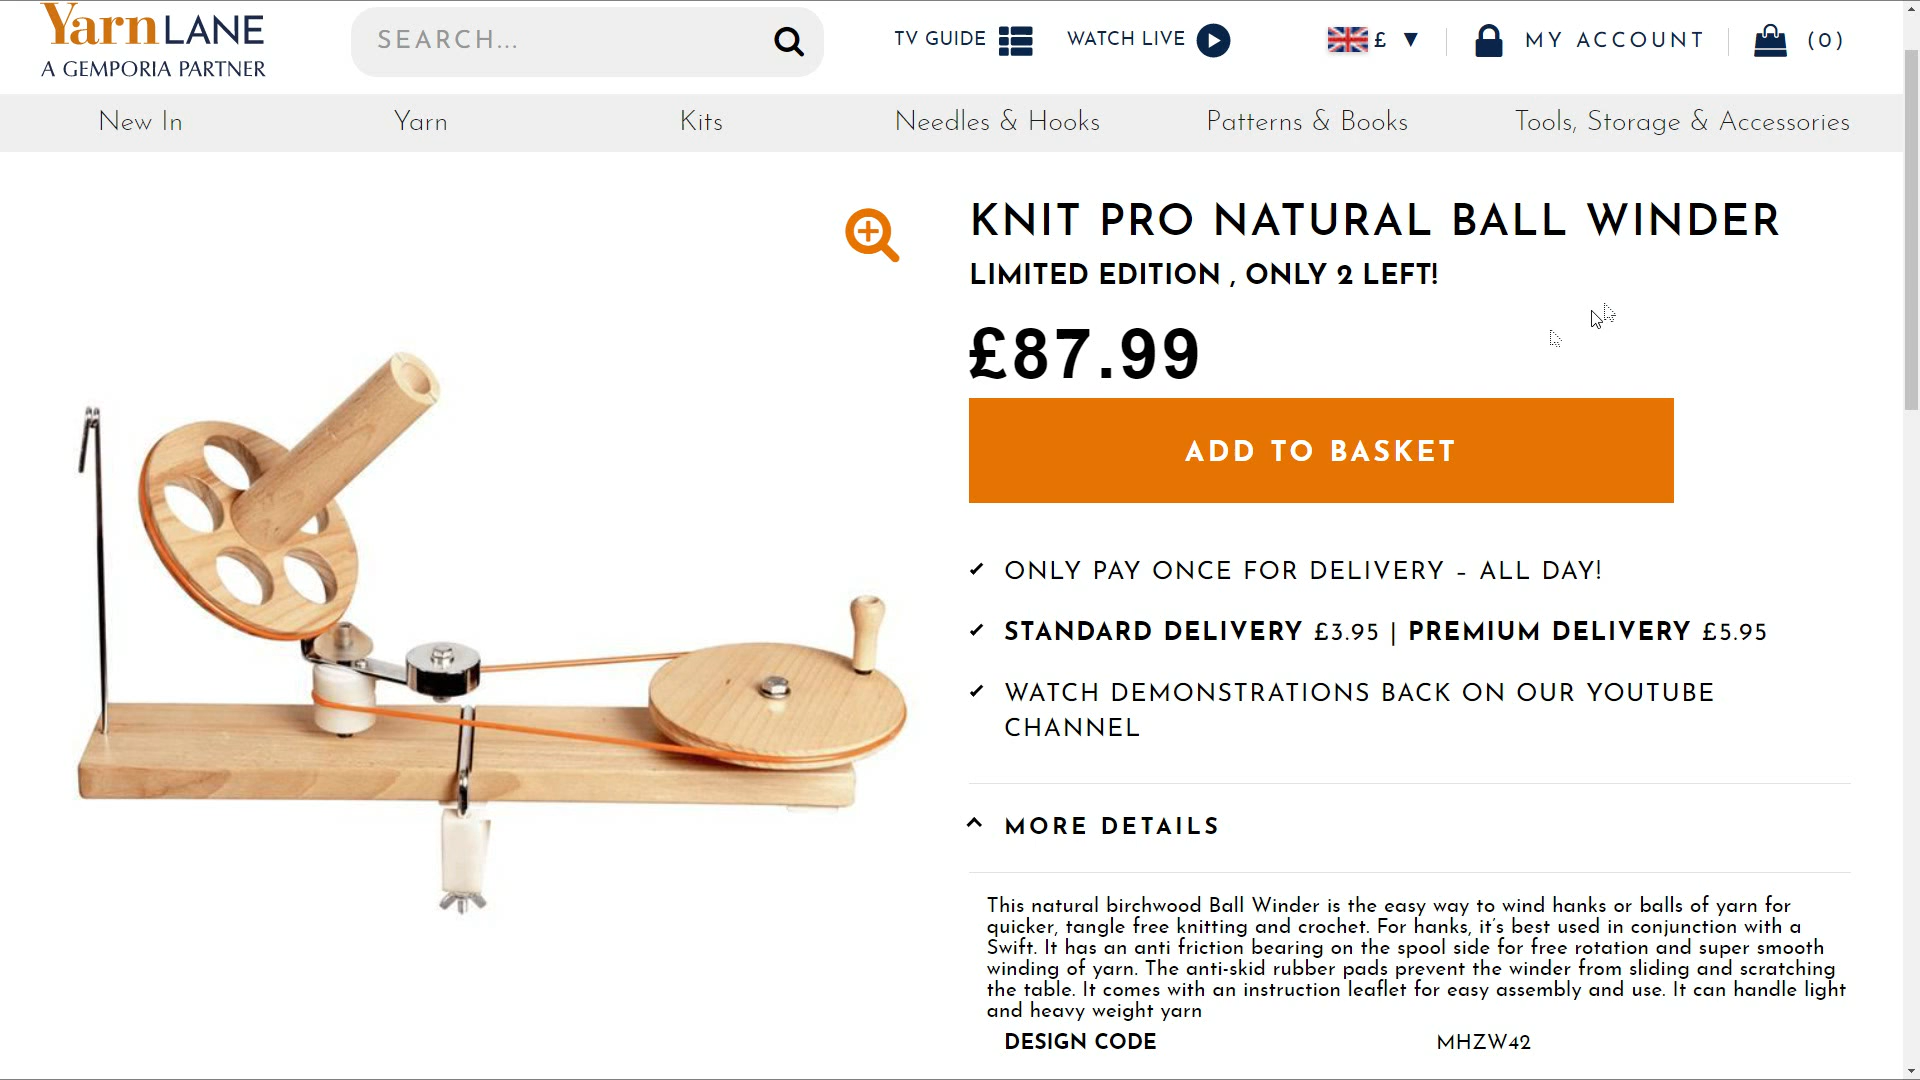 Yarn LANE
A GEMPORIA PARTNER
SEARCH...
TV GUIDE
WATCH LIVE
£ ▼
MY ACCOUNT
(0)
New In
Yarn
Kits
Needles & Hooks
Patterns & Books
Tools, Storage & Accessories
KNIT PRO NATURAL BALL WINDER
LIMITED EDITION , ONLY 2 LEFT!
£87.99
ADD TO BASKET
ONLY PAY ONCE FOR DELIVERY – ALL DAY!
STANDARD DELIVERY £3.95 | PREMIUM DELIVERY £5.95
WATCH DEMONSTRATIONS BACK ON OUR YOUTUBE
CHANNEL
MORE DETAILS
This natural birchwood Ball Winder is the easy way to wind hanks or balls of yarn for
quicker, tangle free knitting and crochet. For hanks, it's best used in conjunction with a
Swift. It has an anti friction bearing on the spool side for free rotation and super smooth
winding of yarn. The anti-skid rubber pads prevent the winder from sliding and scratching
the table. It comes with an instruction leaflet for easy assembly and use. It can handle light
and heavy weight yarn
DESIGN CODE MHZW42